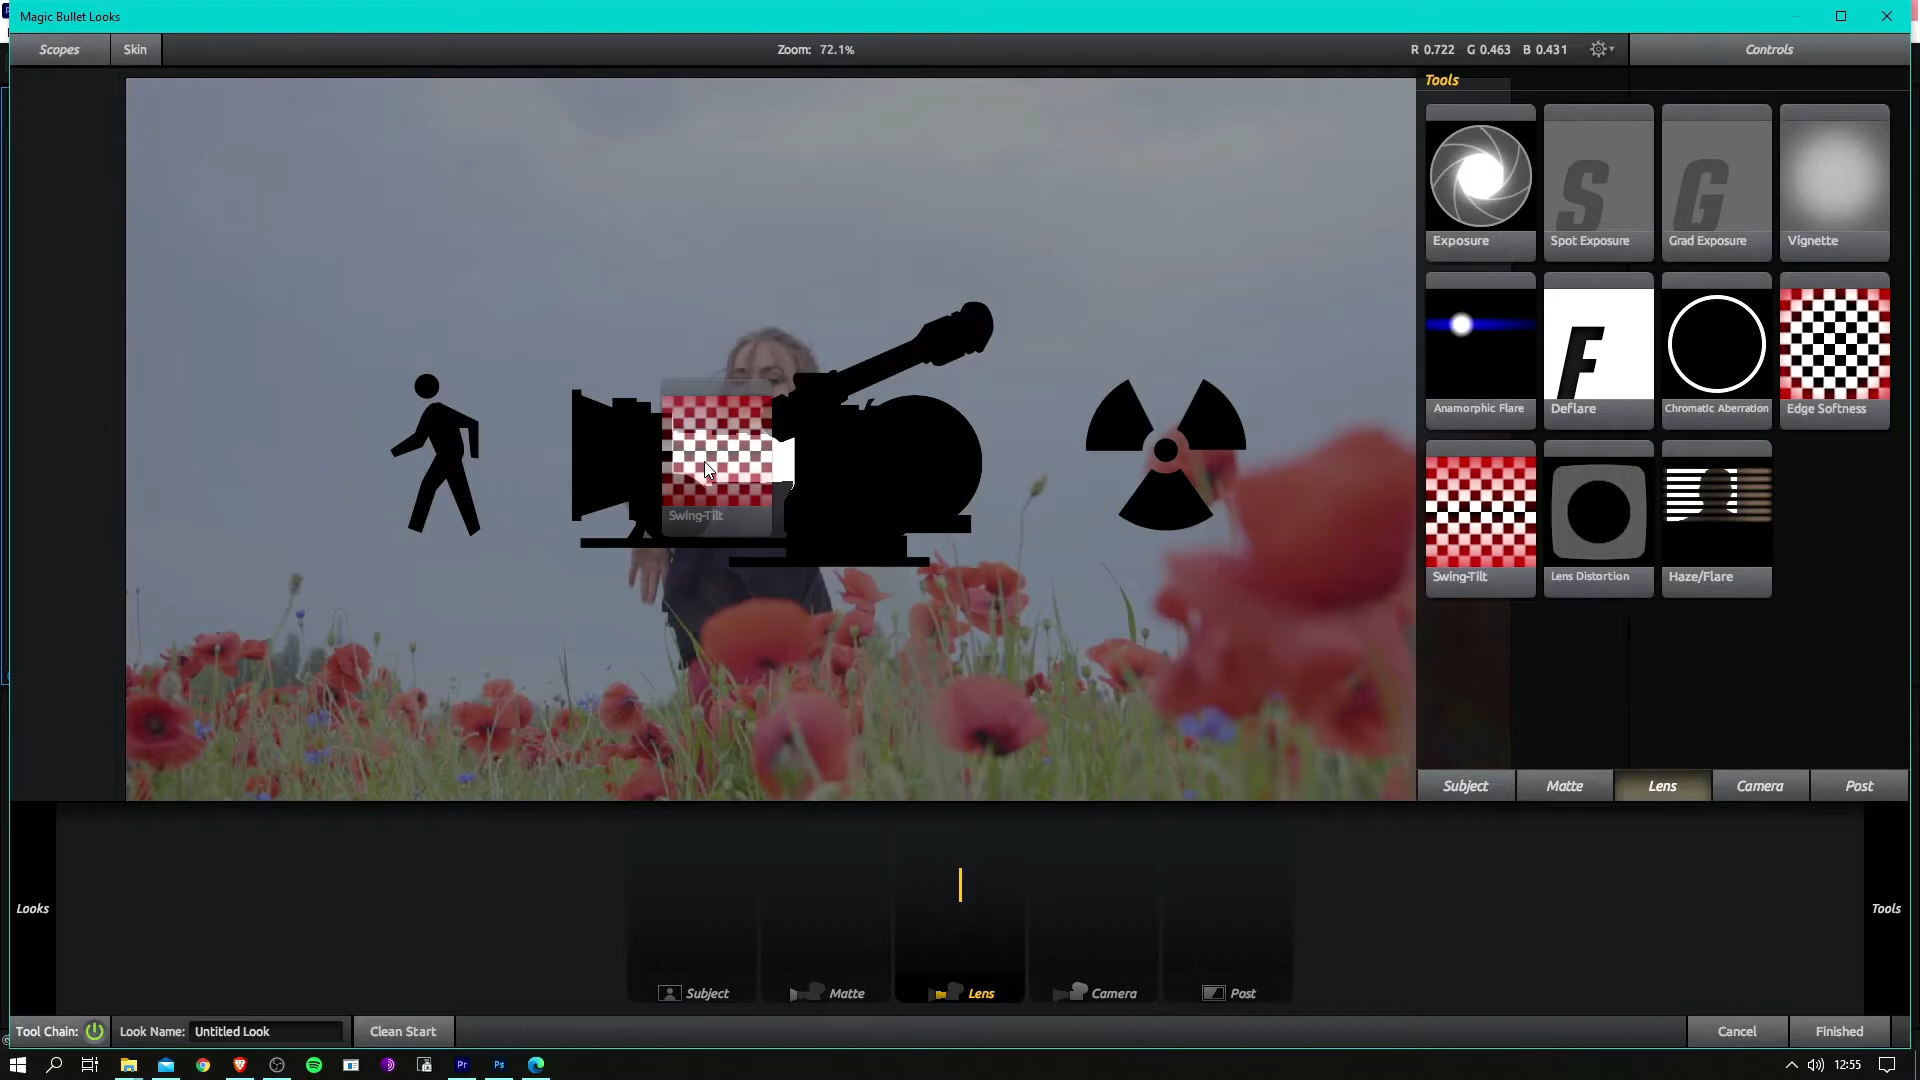 Magic Bullet Looks
Scopes
Skin
Zoom: 72.1%
R 0.722 G 0.463 B 0.431
Controls
Tools
S
G
Exposure
Spot Exposure
Grad Exposure
Vignette
F
Anamorphic Flare
Deflare
Chromatic Aberration
Edge Softness
Swing-Tilt
Swing-Tilt
Lens Distortion
Haze/Flare
Subject
Matte
Lens
Camera
Post
Looks
Tools
Subject
Matte
Lens
Camera
Post
Tool Chain:
Look Name: Untitled Look
Clean Start
Cancel
Finished
Pr
Ps
12:55